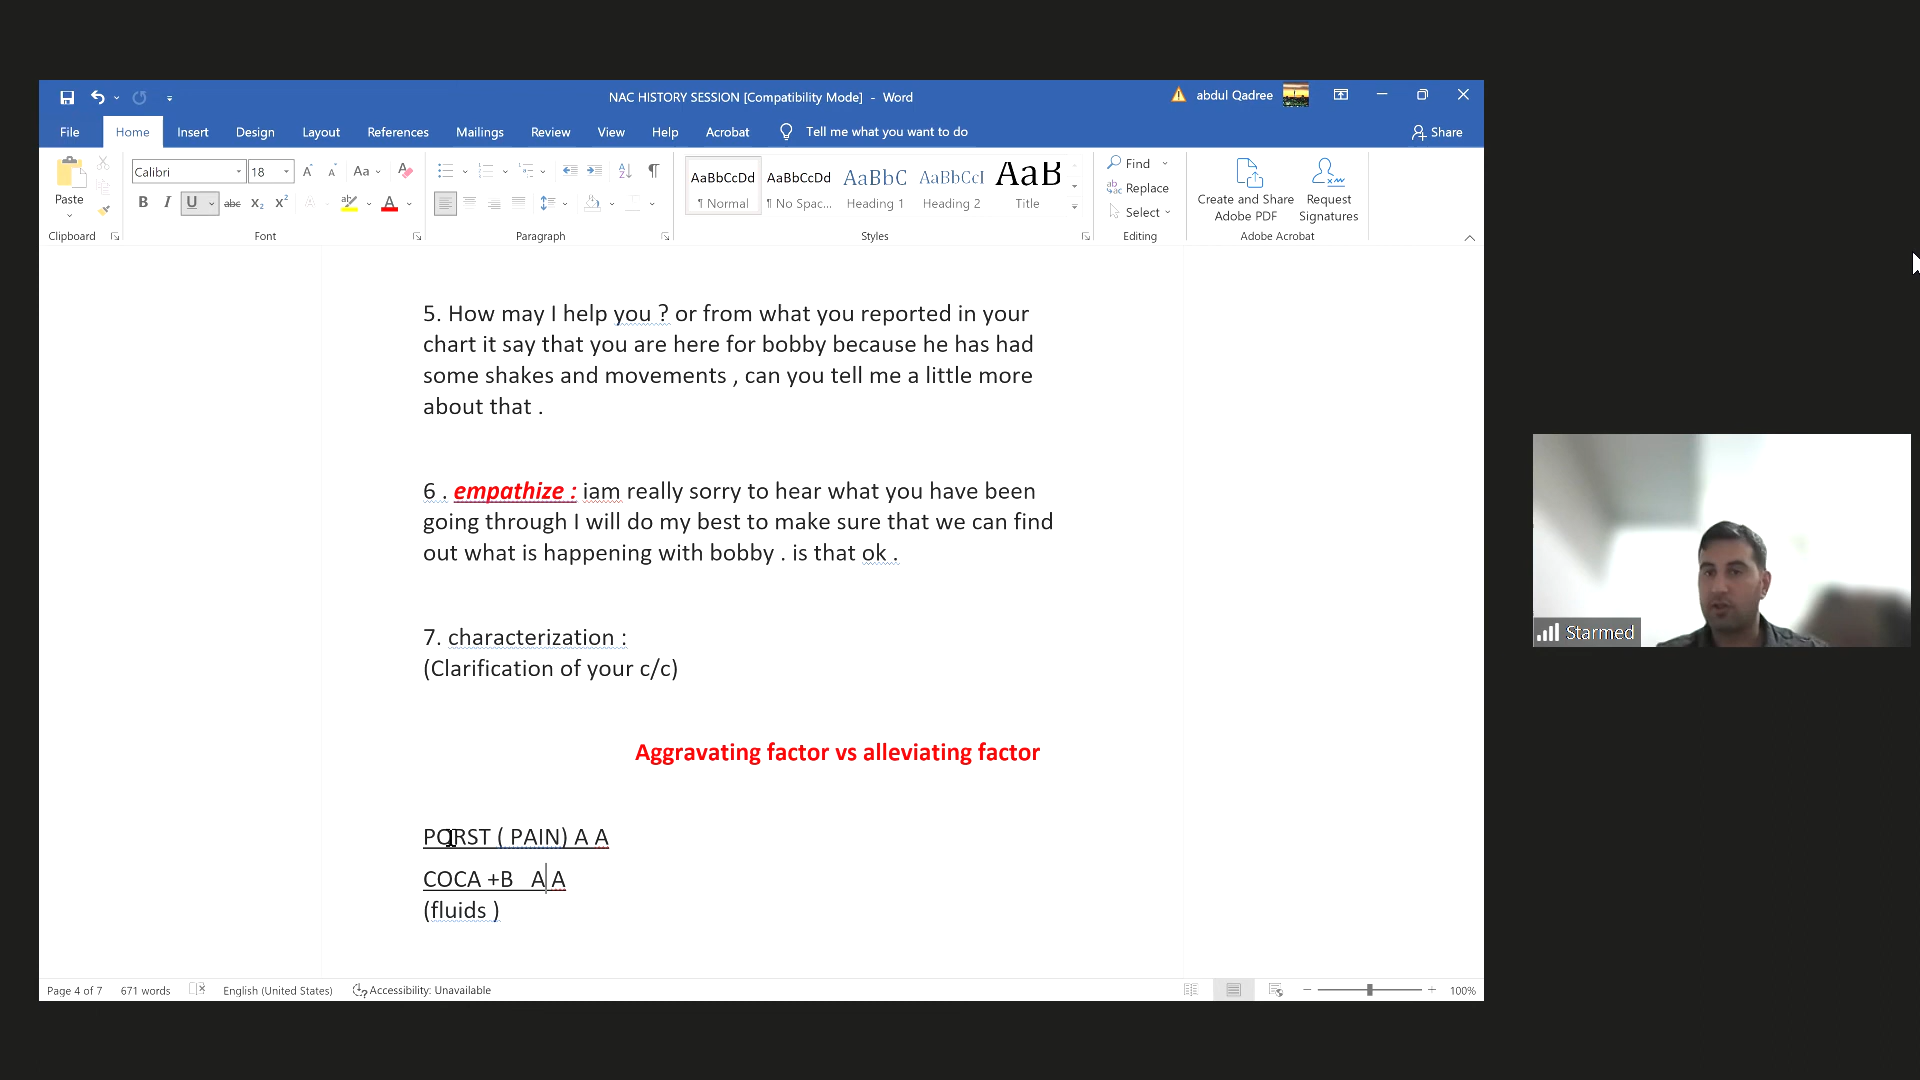 NAC HISTORY SESSION [Compatibility Mode] - Word
abdul Qadree
File Home Insert Design Layout References Mailings Review View Help Acrobat Tell me what you want to do Share
Paste
Clipboard
Calibri 18
Aa
B I U abc X₂ X²
Font
Paragraph
AaBbCcDd AaBbCcDd AaBbC AaBbCcI AaB
¶ Normal ¶ No Spac... Heading 1 Heading 2 Title
Styles
Find
Replace
Select
Editing
Create and Share Adobe PDF
Request Signatures
Adobe Acrobat
5. How may I help you ? or from what you reported in your
chart it say that you are here for bobby because he has had
some shakes and movements , can you tell me a little more
about that .
6 . empathize : iam really sorry to hear what you have been
going through I will do my best to make sure that we can find
out what is happening with bobby . is that ok .
7. characterization :
(Clarification of your c/c)
Aggravating factor vs alleviating factor
PQRST ( PAIN) A A
COCA +B A A
(fluids )
Starmed
Page 4 of 7 671 words English (United States) Accessibility: Unavailable 100%